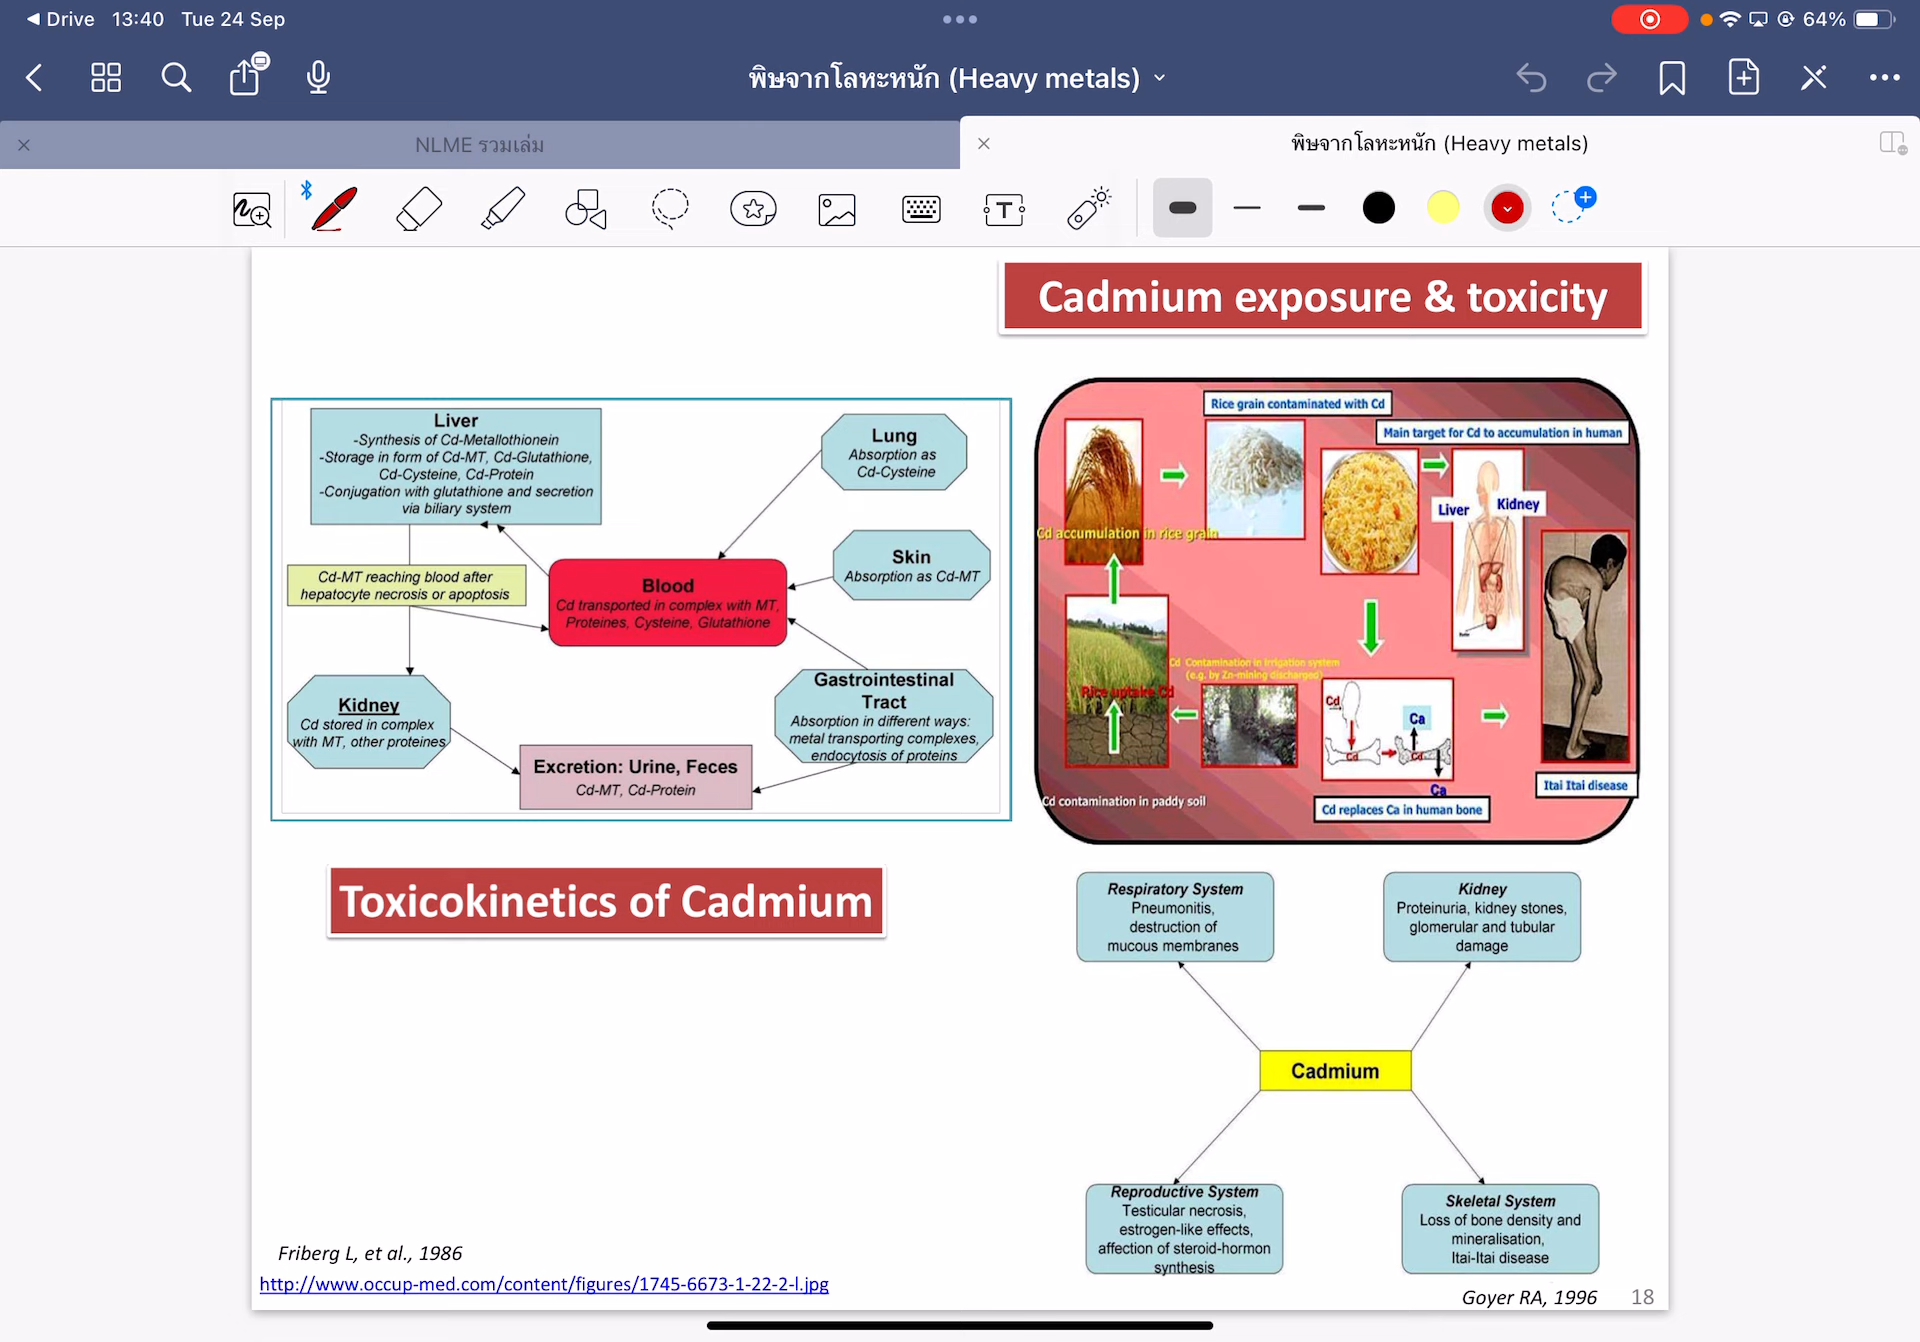 Drive 13:40 Tue 24 Sep
64%
พิษจากโลหะหนัก (Heavy metals)
NLME รวมเล่ม
พิษจากโลหะหนัก (Heavy metals)
Cadmium exposure & toxicity
Liver
-Synthesis of Cd-Metallothionein
-Storage in form of Cd-MT, Cd-Glutathione,
Cd-Cysteine, Cd-Protein
-Conjugation with glutathione and secretion
via biliary system
Lung
Absorption as
Cd-Cysteine
Skin
Absorption as Cd-MT
Cd-MT reaching blood after
hepatocyte necrosis or apoptosis
Blood
Cd transported in complex with MT,
Proteines, Cysteine, Glutathione
Kidney
Cd stored in complex
with MT, other proteines
Gastrointestinal
Tract
Absorption in different ways:
metal transporting complexes,
endocytosis of proteins
Excretion: Urine, Feces
Cd-MT, Cd-Protein
Toxicokinetics of Cadmium
Rice grain contaminated with Cd
Main target for Cd to accumulation in human
Liver
Kidney
Cd accumulation in rice grain
Cd Contamination in Irrigation system
(e.g. by Zn-mining discharged)
Rice uptake Cd
Cd
Ca
Cd
Cd
Ca
Itai Itai disease
Cd contamination in paddy soil
Cd replaces Ca in human bone
Respiratory System
Pneumonitis,
destruction of
mucous membranes
Kidney
Proteinuria, kidney stones,
glomerular and tubular
damage
Cadmium
Reproductive System
Testicular necrosis,
estrogen-like effects,
affection of steroid-hormon
synthesis
Skeletal System
Loss of bone density and
mineralisation,
Itai-Itai disease
Friberg L, et al., 1986
http://www.occup-med.com/content/figures/1745-6673-1-22-2-l.jpg
Goyer RA, 1996
18